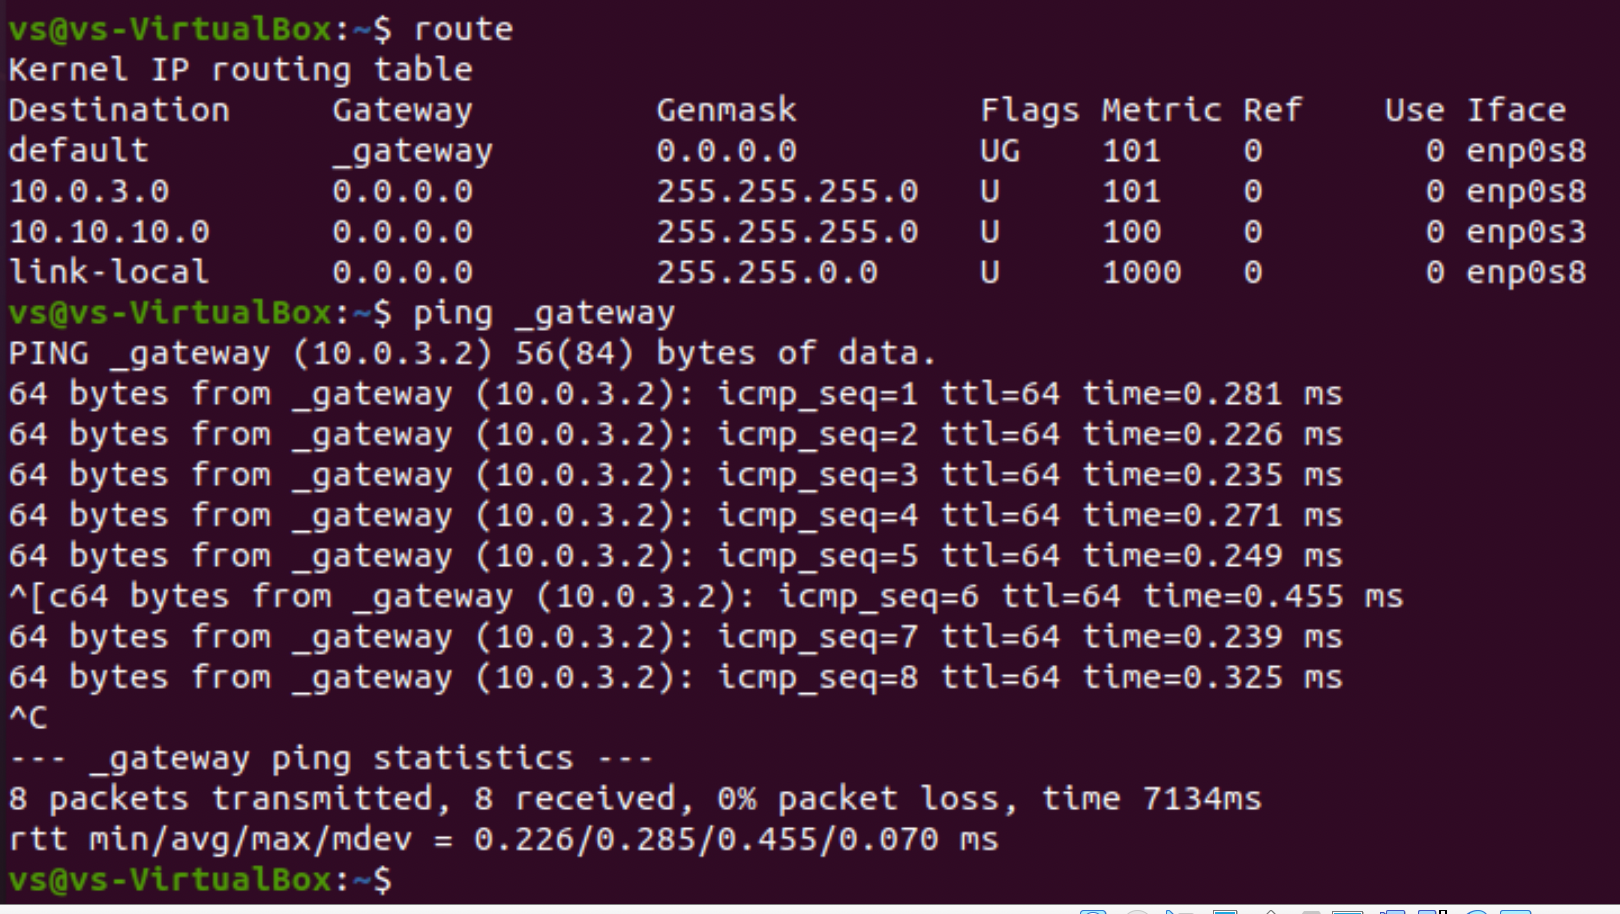 vs@vs-VirtualBox:~$ route
Kernel IP routing table
Destination     Gateway         Genmask         Flags Metric Ref    Use Iface
default         _gateway        0.0.0.0         UG    101    0        0 enp0s8
10.0.3.0        0.0.0.0         255.255.255.0   U     101    0        0 enp0s8
10.10.10.0      0.0.0.0         255.255.255.0   U     100    0        0 enp0s3
link-local      0.0.0.0         255.255.0.0     U     1000   0        0 enp0s8
vs@vs-VirtualBox:~$ ping _gateway
PING _gateway (10.0.3.2) 56(84) bytes of data.
64 bytes from _gateway (10.0.3.2): icmp_seq=1 ttl=64 time=0.281 ms
64 bytes from _gateway (10.0.3.2): icmp_seq=2 ttl=64 time=0.226 ms
64 bytes from _gateway (10.0.3.2): icmp_seq=3 ttl=64 time=0.235 ms
64 bytes from _gateway (10.0.3.2): icmp_seq=4 ttl=64 time=0.271 ms
64 bytes from _gateway (10.0.3.2): icmp_seq=5 ttl=64 time=0.249 ms
^[c64 bytes from _gateway (10.0.3.2): icmp_seq=6 ttl=64 time=0.455 ms
64 bytes from _gateway (10.0.3.2): icmp_seq=7 ttl=64 time=0.239 ms
64 bytes from _gateway (10.0.3.2): icmp_seq=8 ttl=64 time=0.325 ms
^C
--- _gateway ping statistics ---
8 packets transmitted, 8 received, 0% packet loss, time 7134ms
rtt min/avg/max/mdev = 0.226/0.285/0.455/0.070 ms
vs@vs-VirtualBox:~$